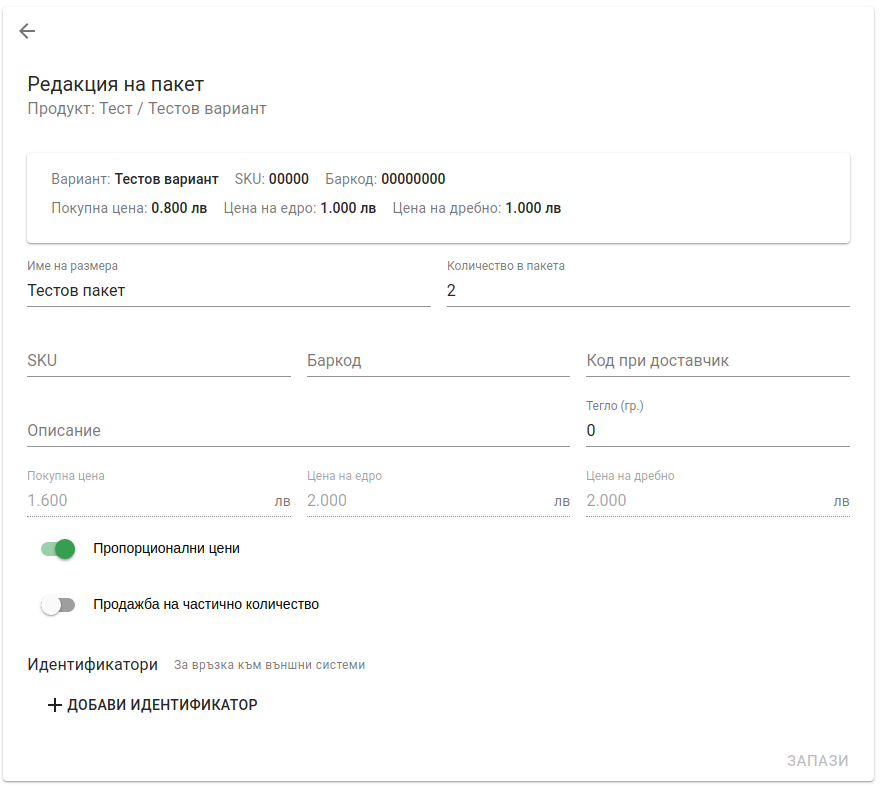 Редакция на пакет
Продукт: Тест / Тестов вариант
Вариант: Тестов вариант SKU: 00000 Баркод: 00000000
Покупна цена: 0.800 лв Цена на едро: 1.000 лв Цена на дребно: 1.000 лв
Име на размера Количество в пакета
Тестов пакет 2
SKU Баркод Код при доставчик
Тегло (гр.)
Описание 0
Покупна цена Цена на едро Цена на дребно
1.600 лв 2.000 лв 2.000 лв
Пропорционални цени
Продажба на частично количество
Идентификатори За връзка към външни системи
ДОБАВИ ИДЕНТИФИКАТОР
ЗАПАЗИ